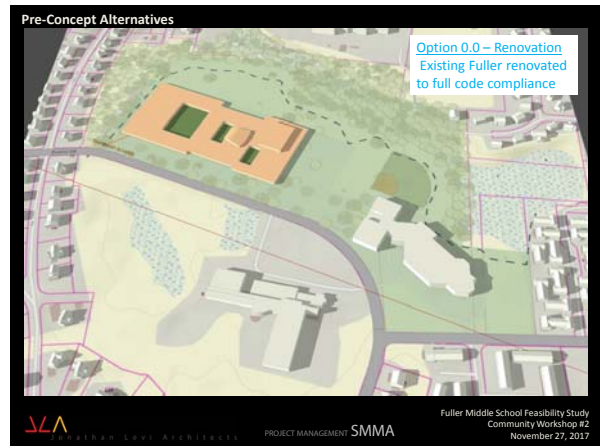 Pre-Concept Alternatives
Option 0.0 – Renovation
Existing Fuller renovated
to full code compliance
JLA
Jonathan Levi Architects
PROJECT MANAGEMENT SMMA
Fuller Middle School Feasibility Study
Community Workshop #2
November 27, 2017